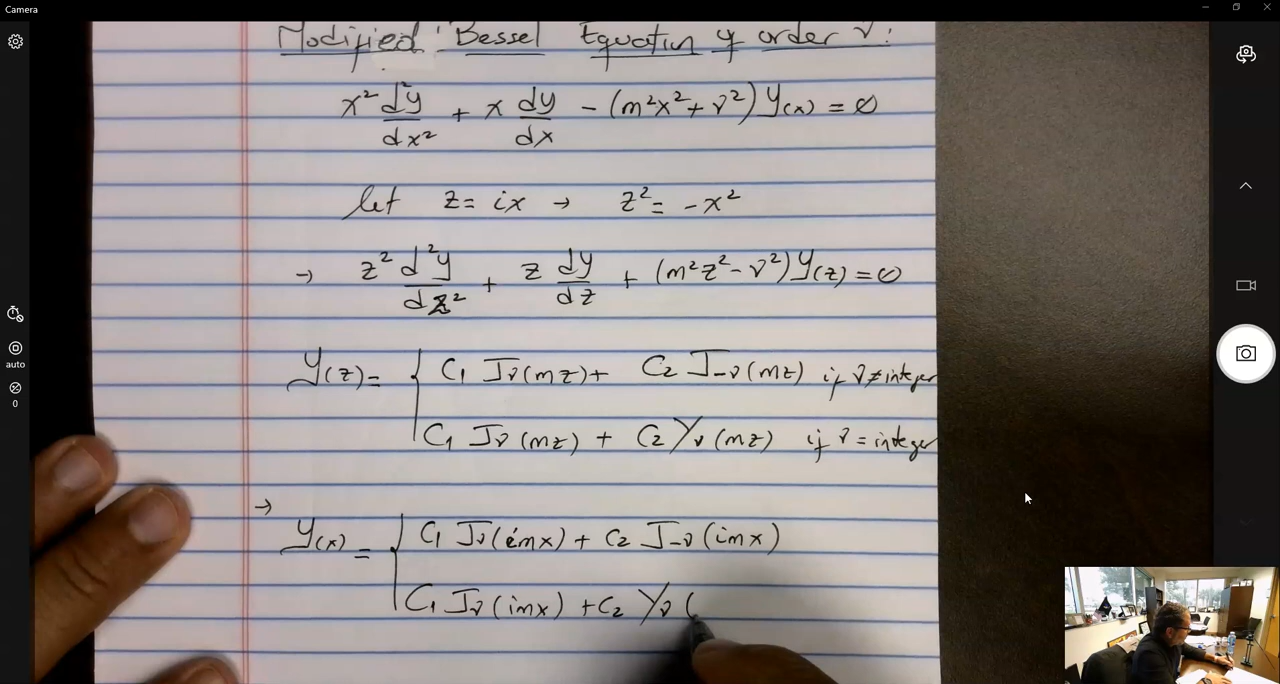 Camera
Modified Bessel Equation of order ν:
x² d²y/dx² + x dy/dx − (m²x² + ν²) y(x) = 0
let z = ix → z² = −x²
→ z² d²y/dz² + z dy/dz + (m²z² − ν²) y(z) = 0
y(z) = { C₁ Jν(mz) + C₂ J₋ν(mz) if ν ≠ integer
C₁ Jν(mz) + C₂ Yν(mz) if ν = integer
→
y(x) = { C₁ Jν(imx) + C₂ J₋ν(imx)
C₁ Jν(imx) + C₂ Yν(
auto
0